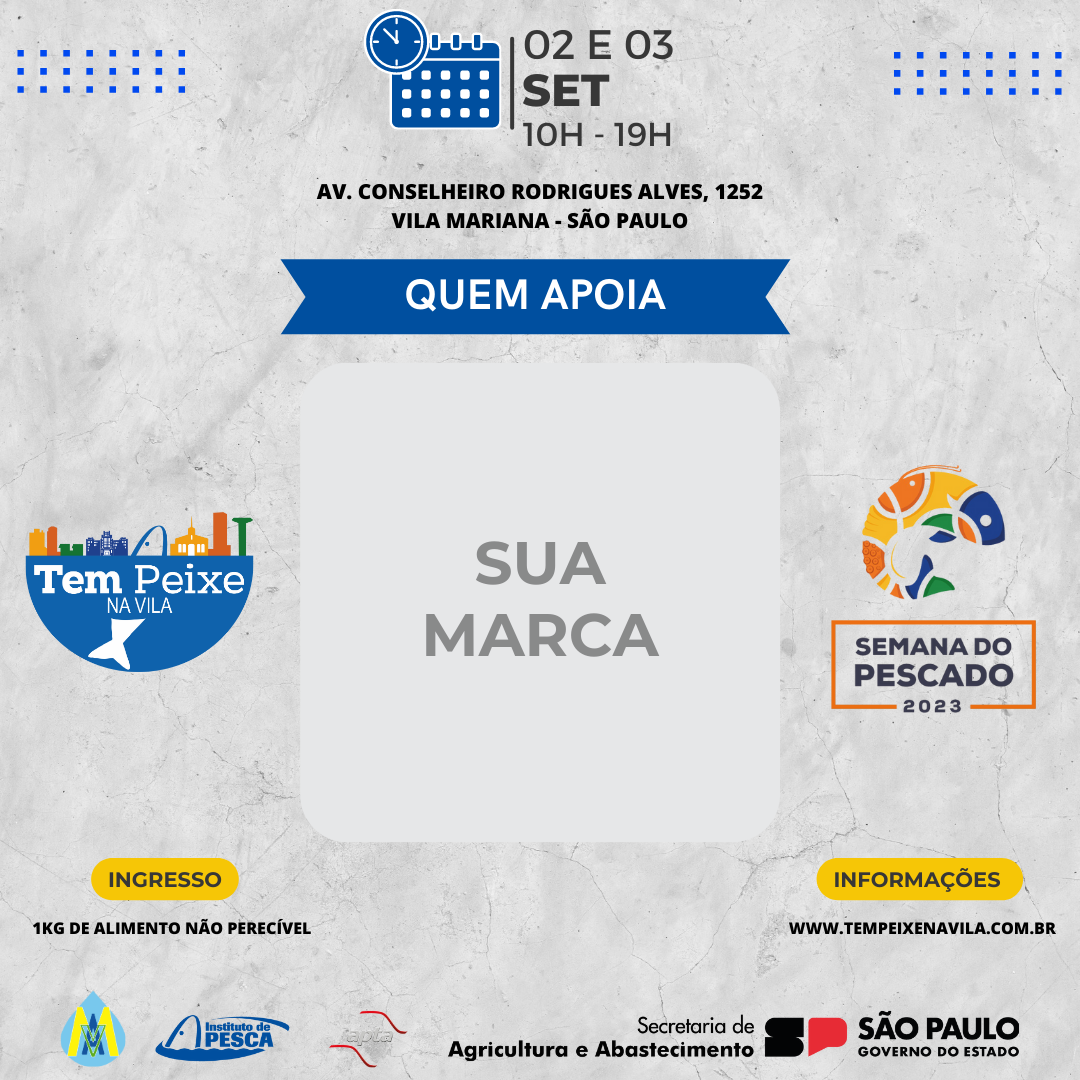 02 E 03
SET
10H - 19H
AV. CONSELHEIRO RODRIGUES ALVES, 1252
VILA MARIANA - SÃO PAULO
QUEM APOIA
SUA
MARCA
Tem Peixe
NA VILA
SEMANA DO
PESCADO
2023
INGRESSO
INFORMAÇÕES
1KG DE ALIMENTO NÃO PERECÍVEL
WWW.TEMPEIXENAVILA.COM.BR
Instituto de
PESCA
apta
Secretaria de
Agricultura e Abastecimento
SP
SÃO PAULO
GOVERNO DO ESTADO